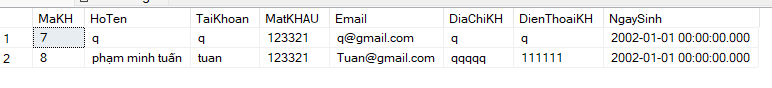 MaKH HoTen TaiKhoan MatKHAU Email DiaChiKH DienThoaiKH NgaySinh
1 7 q q 123321 q@gmail.com q q 2002-01-01 00:00:00.000
2 8 phạm minh tuấn tuan 123321 Tuan@gmail.com qqqqq 111111 2002-01-01 00:00:00.000